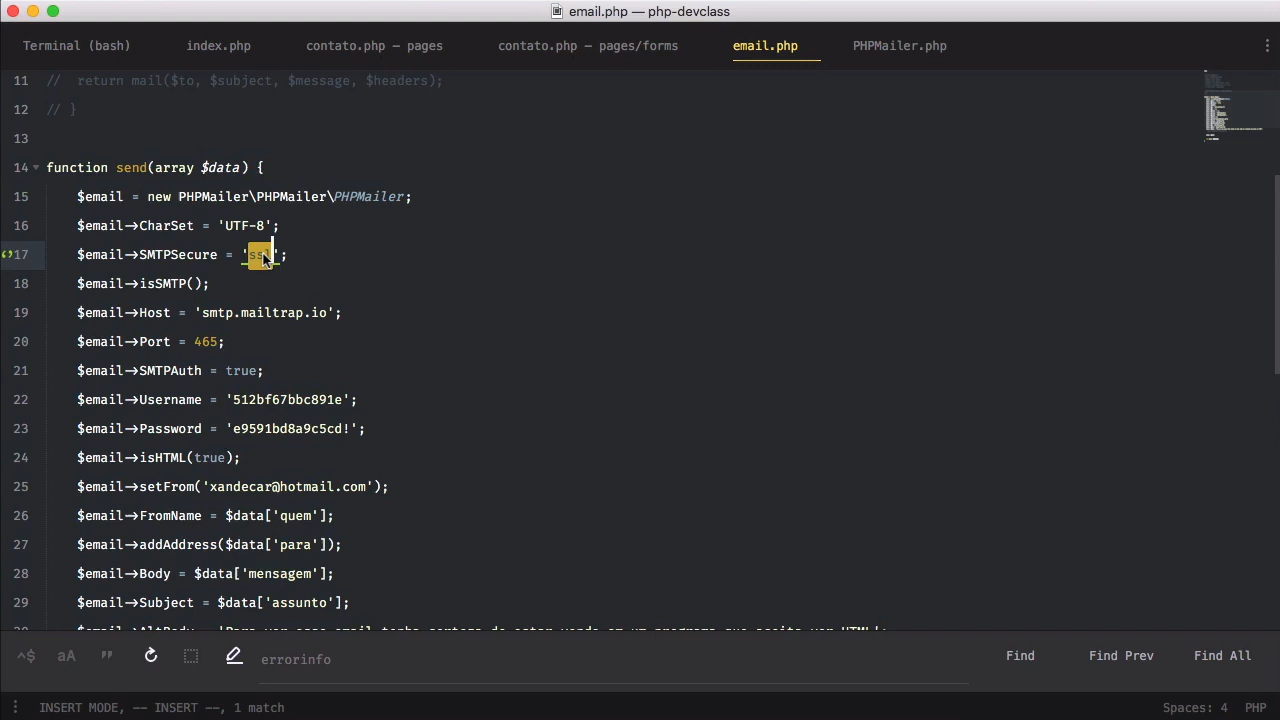 email.php — php-devclass
Terminal (bash) index.php contato.php — pages contato.php — pages/forms email.php PHPMailer.php
11 // return mail($to, $subject, $message, $headers);
12 // }
13
14 function send(array $data) {
15 $email = new PHPMailer\PHPMailer\PHPMailer;
16 $email->CharSet = 'UTF-8';
17 $email->SMTPSecure = 'ssl';
18 $email->isSMTP();
19 $email->Host = 'smtp.mailtrap.io';
20 $email->Port = 465;
21 $email->SMTPAuth = true;
22 $email->Username = '512bf67bbc891e';
23 $email->Password = 'e9591bd8a9c5cd!';
24 $email->isHTML(true);
25 $email->setFrom('xandecar@hotmail.com');
26 $email->FromName = $data['quem'];
27 $email->addAddress($data['para']);
28 $email->Body = $data['mensagem'];
29 $email->Subject = $data['assunto'];
^$ aA " errorinfo Find Find Prev Find All
INSERT MODE, -- INSERT --, 1 match Spaces: 4 PHP